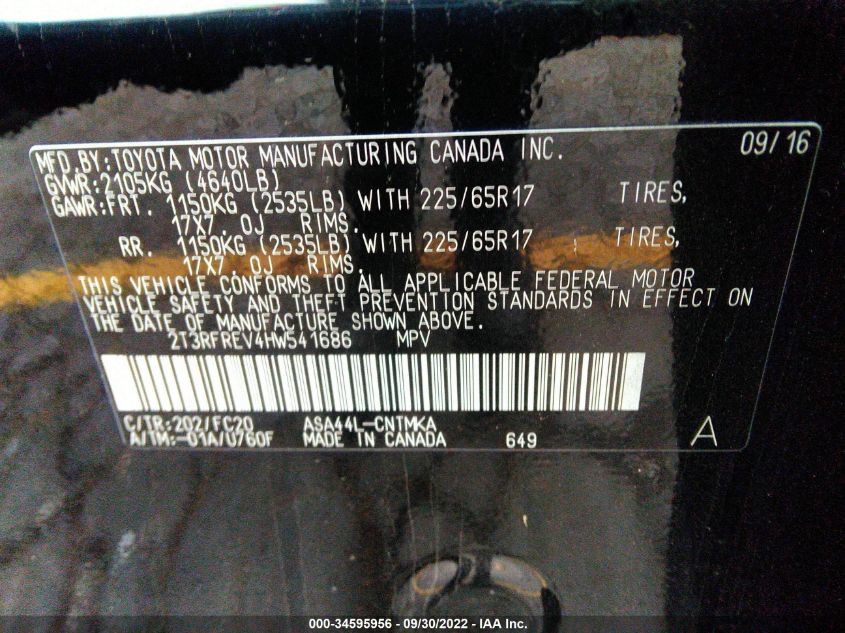 MFD.BY:TOYOTA MOTOR MANUFACTURING CANADA INC. 09/16
GVWR:2105KG (4640LB)
GAWR:FRT. 1150KG (2535LB) WITH 225/65R17 TIRES,
17X7.0J RIMS.
RR. 1150KG (2535LB) WITH 225/65R17 TIRES,
17X7.0J RIMS.
THIS VEHICLE CONFORMS TO ALL APPLICABLE FEDERAL MOTOR
VEHICLE SAFETY AND THEFT PREVENTION STANDARDS IN EFFECT ON
THE DATE OF MANUFACTURE SHOWN ABOVE.
2T3RFREV4HW541686 MPV
C/TR:202/FC20 ASA44L-CNTMKA
A/TM:-01A/U760F MADE IN CANADA 649 A
000-34595956 - 09/30/2022 - IAA Inc.